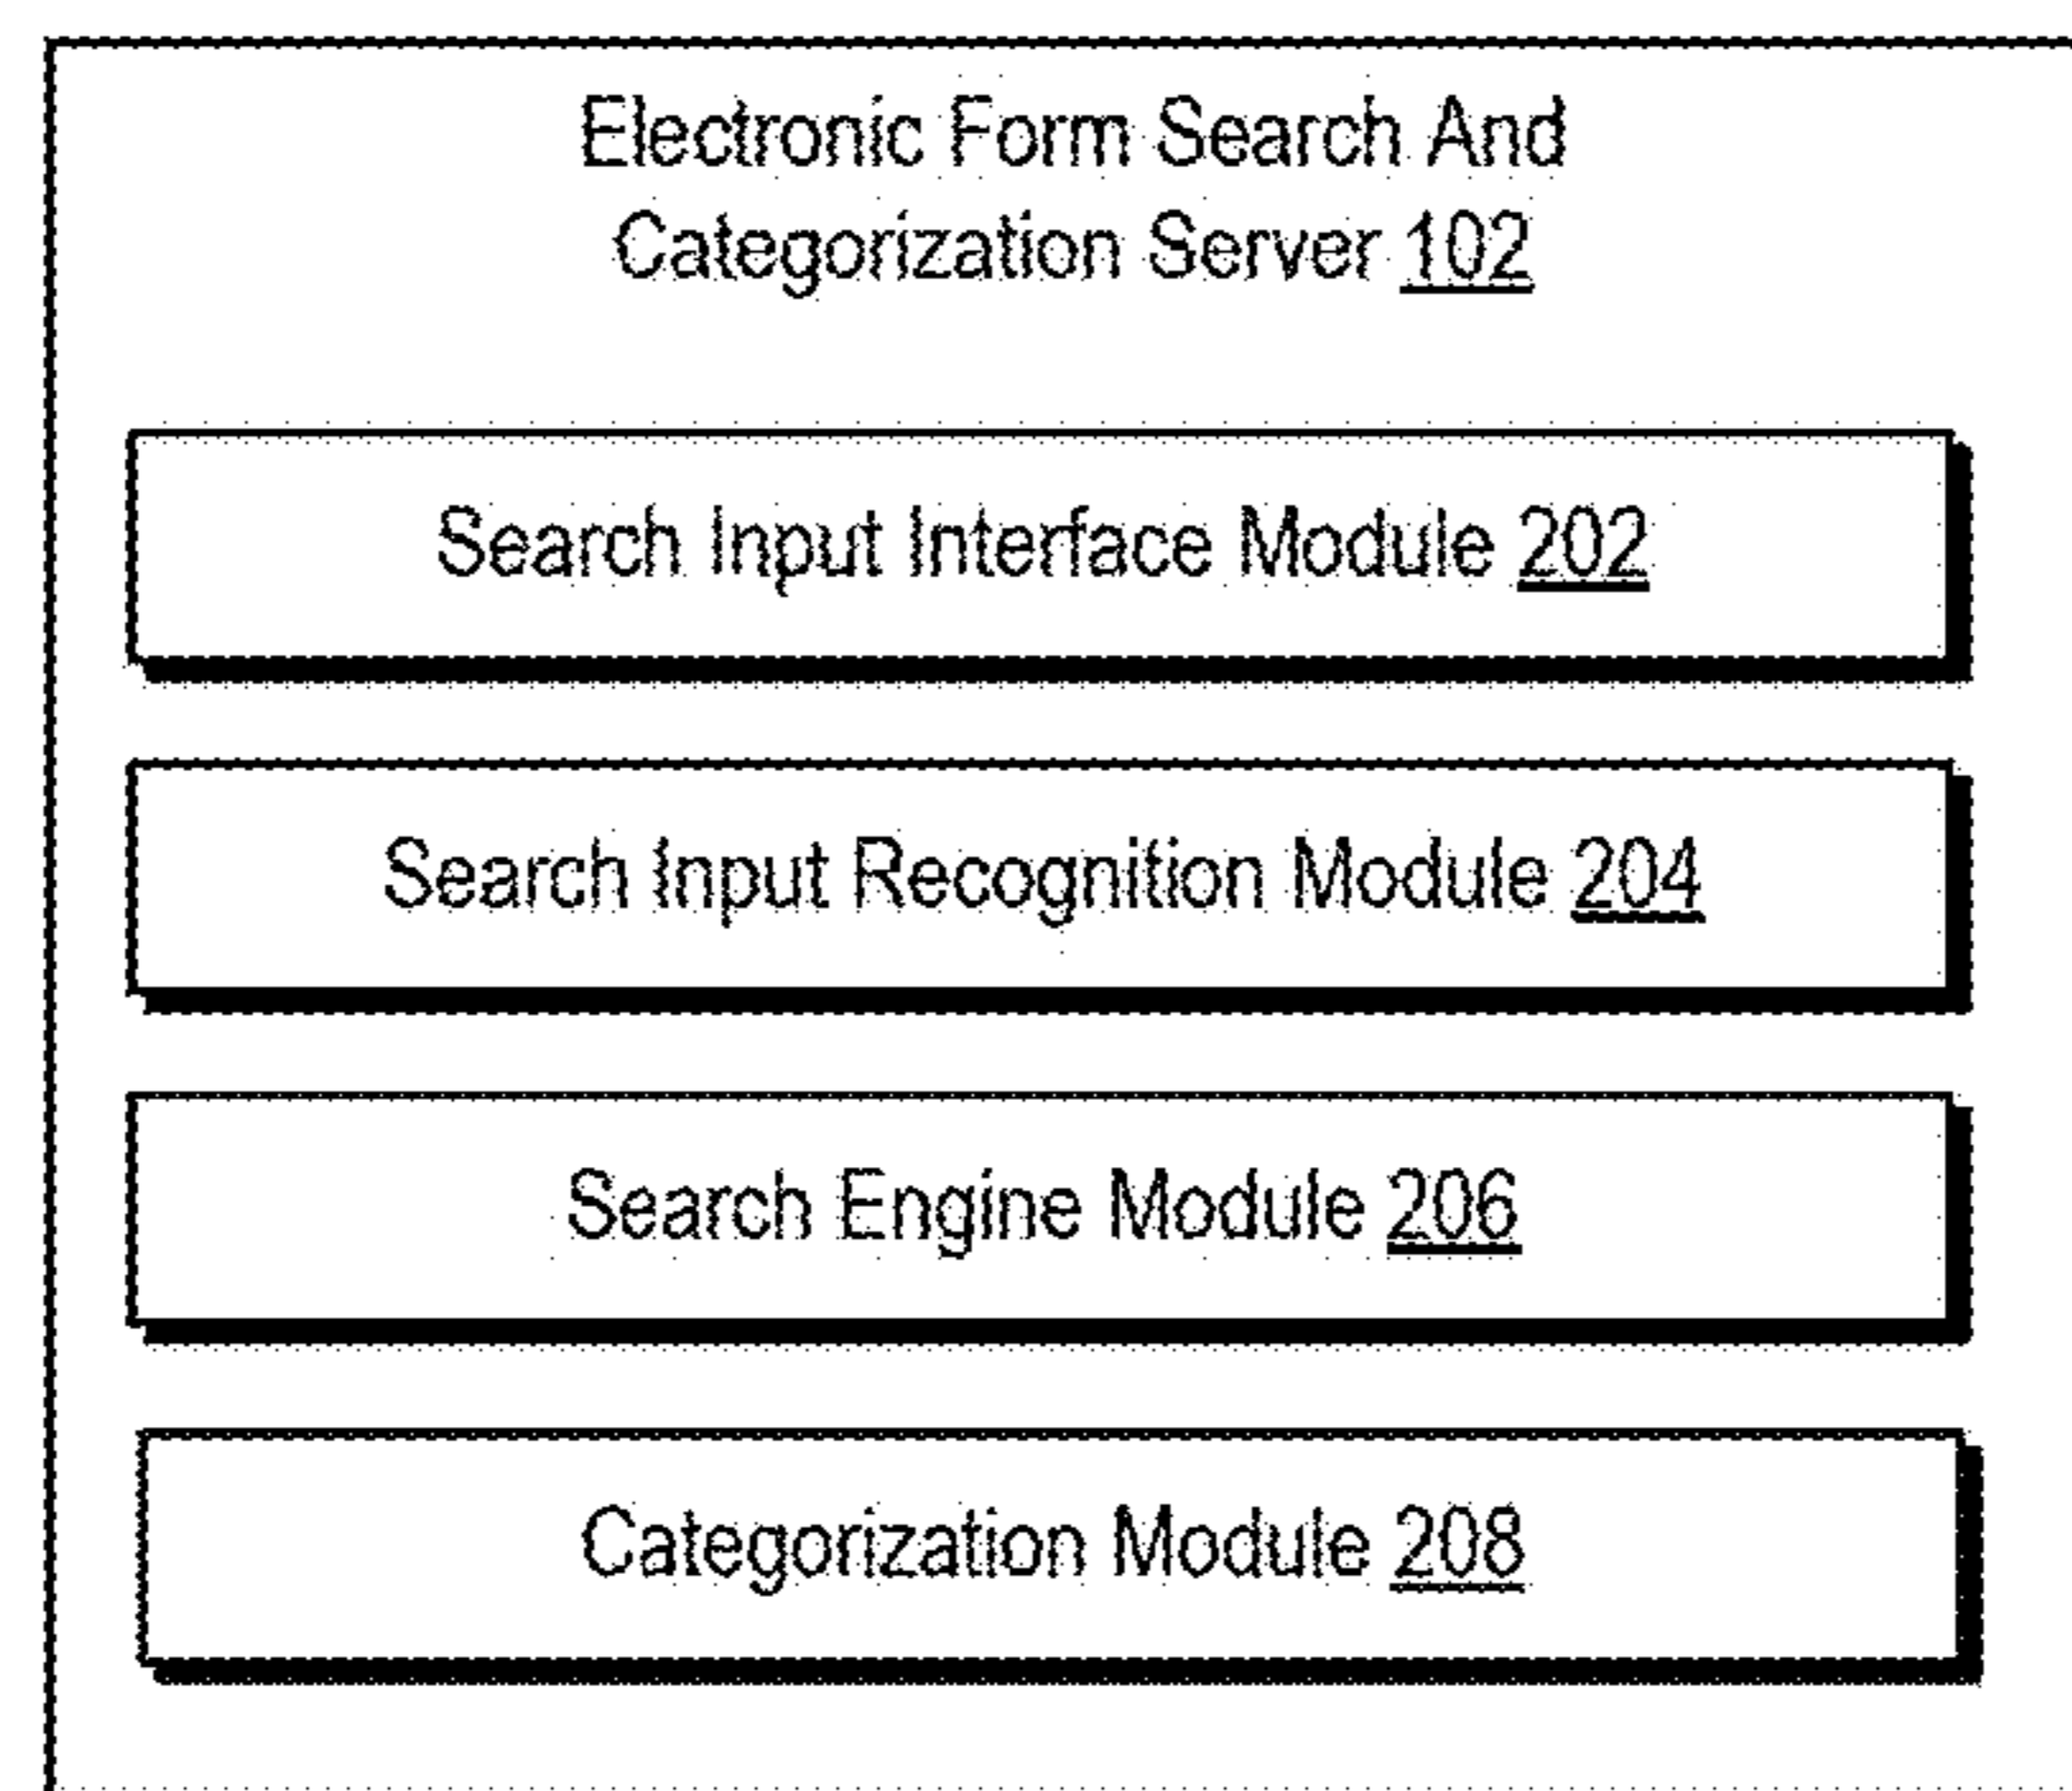 Electronic Form Search And
Categorization Server 102
Search Input Interface Module 202
Search Input Recognition Module 204
Search Engine Module 206
Categorization Module 208